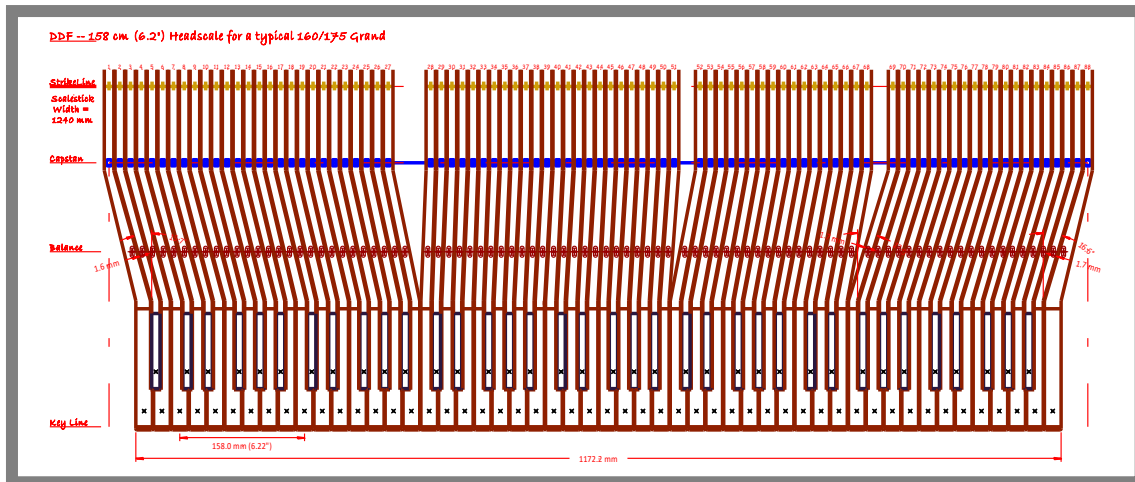 DDF -- 158 cm (6.2") Headscale for a typical 160/175 Grand
1 2 3 4 5 6 7 8 9 10 11 12 13 14 15 16 17 18 19 20 21 22 23 24 25 26 27 28 29 30 31 32 33 34 35 36 37 38 39 40 41 42 43 44 45 46 47 48 49 50 51 52 53 54 55 56 57 58 59 60 61 62 63 64 65 66 67 68 69 70 71 72 73 74 75 76 77 78 79 80 81 82 83 84 85 86 87 88
StrikeLine
Scalestick
Width =
1240 mm
Capstan
Balance
1.6 mm
16.6°
1.7 mm
Key Line
158.0 mm (6.22")
1172.2 mm